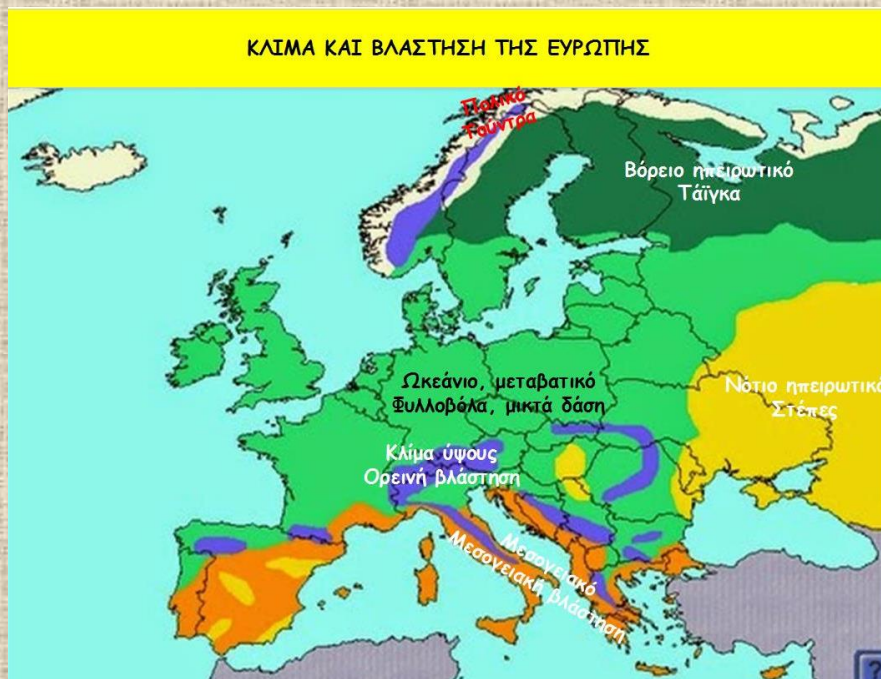 ΚΛΙΜΑ ΚΑΙ ΒΛΑΣΤΗΣΗ ΤΗΣ ΕΥΡΩΠΗΣ
Πολικό
Τούντρα
Βόρειο ηπειρωτικό
Τάϊγκα
Ωκεάνιο, μεταβατικό
Φυλλοβόλα, μικτά δάση
Νότιο ηπειρωτικό
Στέπες
Κλίμα ύψους
Ορεινή βλάστηση
Μεσογειακό
Μεσογειακή βλάστηση
?